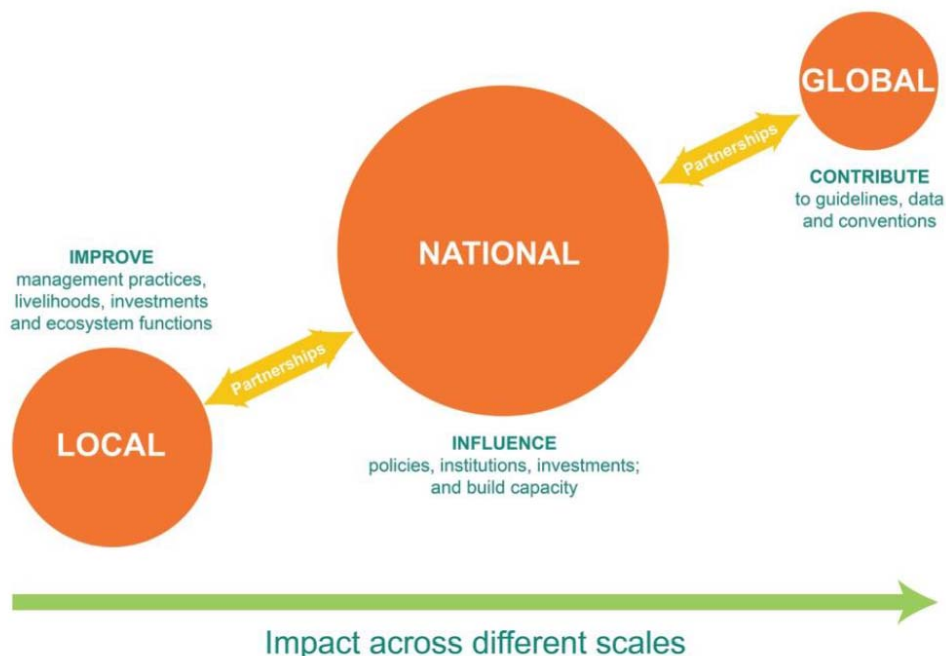 GLOBAL
Partnerships
CONTRIBUTE
to guidelines, data
and conventions
NATIONAL
IMPROVE
management practices,
livelihoods, investments
and ecosystem functions
Partnerships
LOCAL
INFLUENCE
policies, institutions, investments;
and build capacity
Impact across different scales